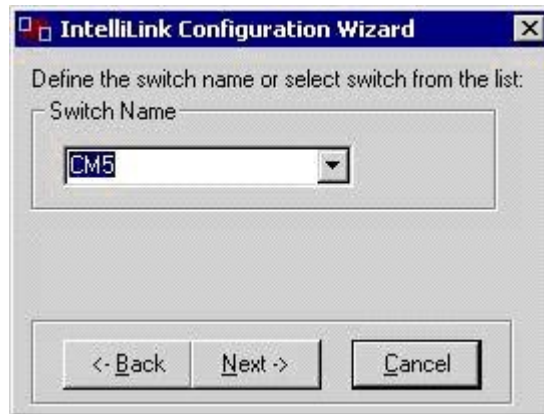 IntelliLink Configuration Wizard
Define the switch name or select switch from the list:
Switch Name
CM5
<- Back Next -> Cancel